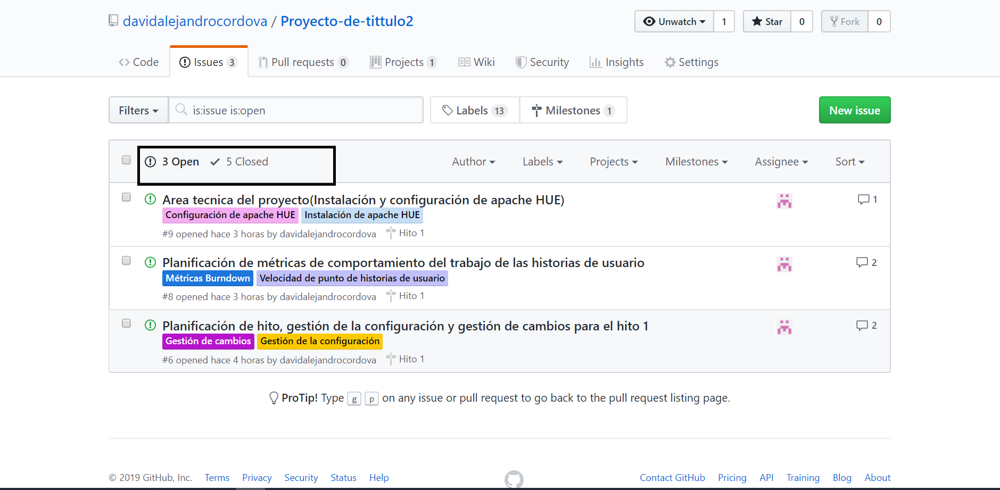 davidalejandrocordova / Proyecto-de-tittulo2
Unwatch 1 Star 0 Fork 0
Code Issues 3 Pull requests 0 Projects 1 Wiki Security Insights Settings
Filters is:issue is:open Labels 13 Milestones 1 New issue
3 Open 5 Closed Author Labels Projects Milestones Assignee Sort
Area tecnica del proyecto(Instalación y configuración de apache HUE) 1
Configuración de apache HUE Instalación de apache HUE
#9 opened hace 3 horas by davidalejandrocordova Hito 1
Planificación de métricas de comportamiento del trabajo de las historias de usuario 2
Métricas Burndown Velocidad de punto de historias de usuario
#8 opened hace 3 horas by davidalejandrocordova Hito 1
Planificación de hito, gestión de la configuración y gestión de cambios para el hito 1 2
Gestión de cambios Gestión de la configuración
#6 opened hace 4 horas by davidalejandrocordova Hito 1
ProTip! Type g p on any issue or pull request to go back to the pull request listing page.
© 2019 GitHub, Inc. Terms Privacy Security Status Help Contact GitHub Pricing API Training Blog About